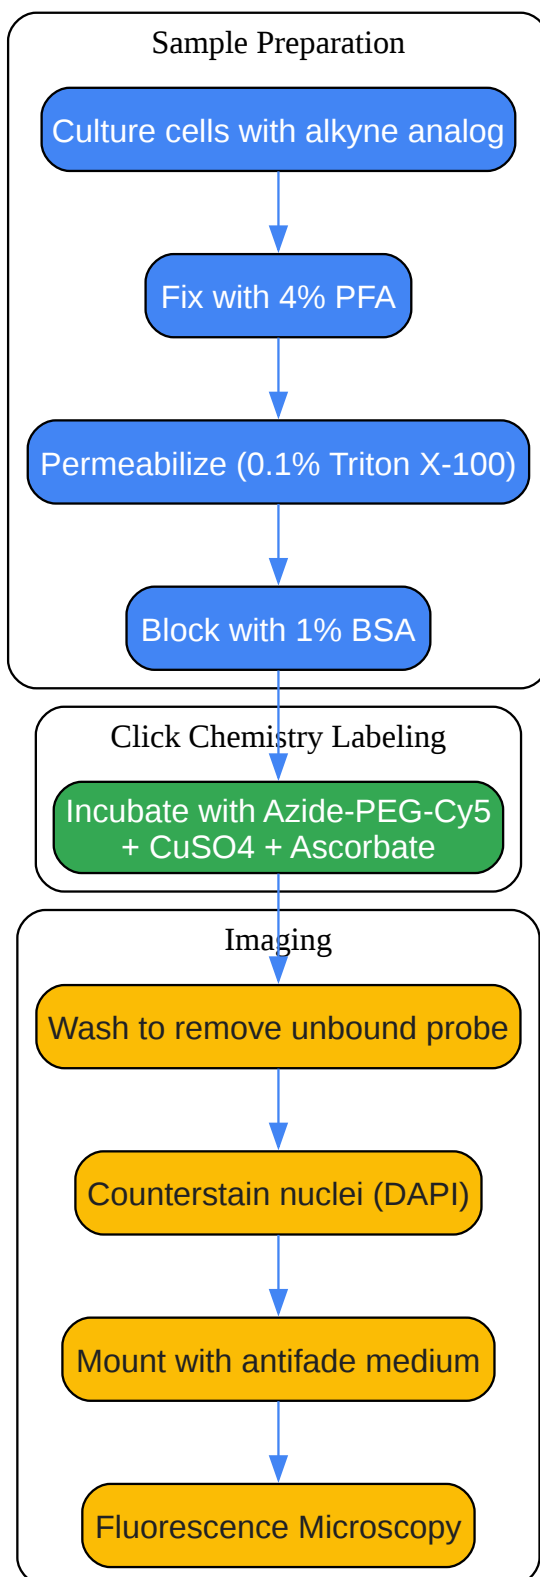 Sample Preparation
Culture cells with alkyne analog
Fix with 4% PFA
Permeabilize (0.1% Triton X-100)
Block with 1% BSA
Click Chemistry Labeling
Incubate with Azide-PEG-Cy5
+ CuSO4 + Ascorbate
Imaging
Wash to remove unbound probe
Counterstain nuclei (DAPI)
Mount with antifade medium
Fluorescence Microscopy